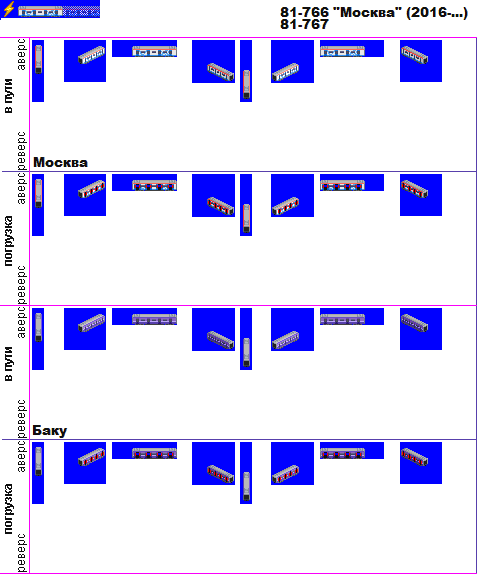 81-766 "Москва" (2016-...)
81-767
в пути
аверс
реверс
Москва
погрузка
аверс
реверс
в пути
аверс
реверс
Баку
погрузка
аверс
реверс